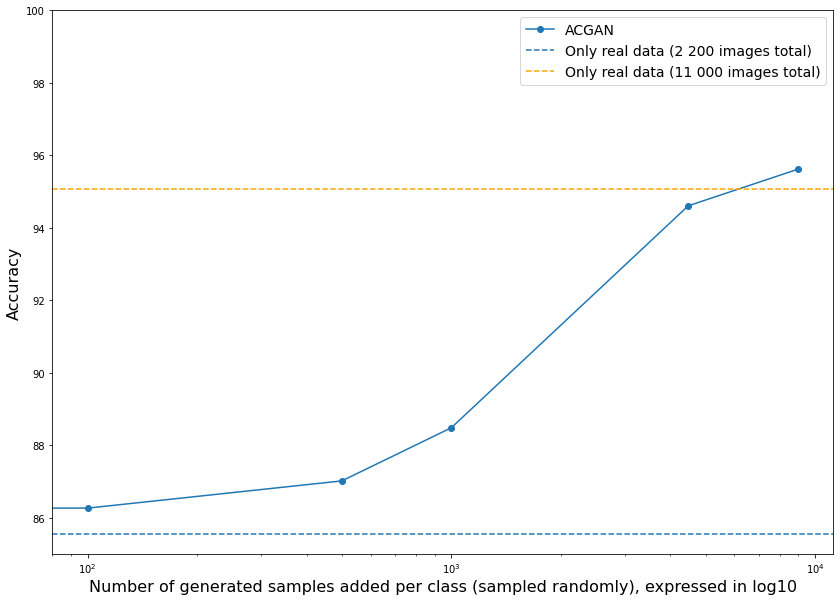 ACGAN
Only real data (2 200 images total)
Only real data (11 000 images total)
100
98
96
94
92
90
88
86
Accuracy
10²
10³
10⁴
Number of generated samples added per class (sampled randomly), expressed in log10